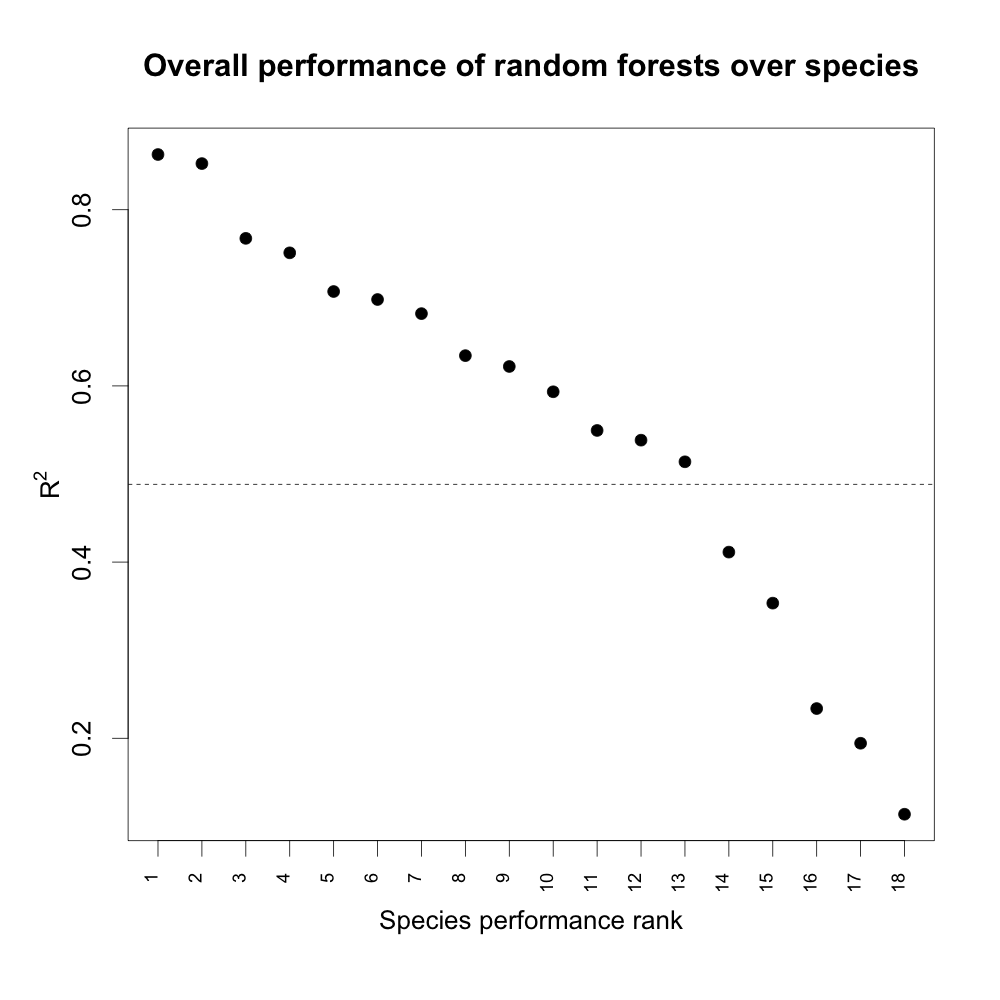 Overall performance of random forests over species
R²
0.8
0.6
0.4
0.2
1 2 3 4 5 6 7 8 9 10 11 12 13 14 15 16 17 18
Species performance rank